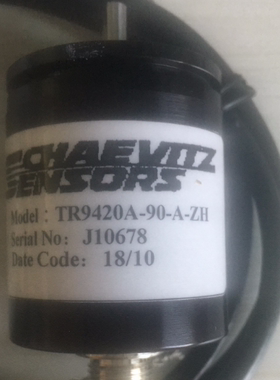 CHAEVITZ
SENSORS
Model : TR9420A-90-A-ZH
Serial No: J10678
Date Code: 18/10